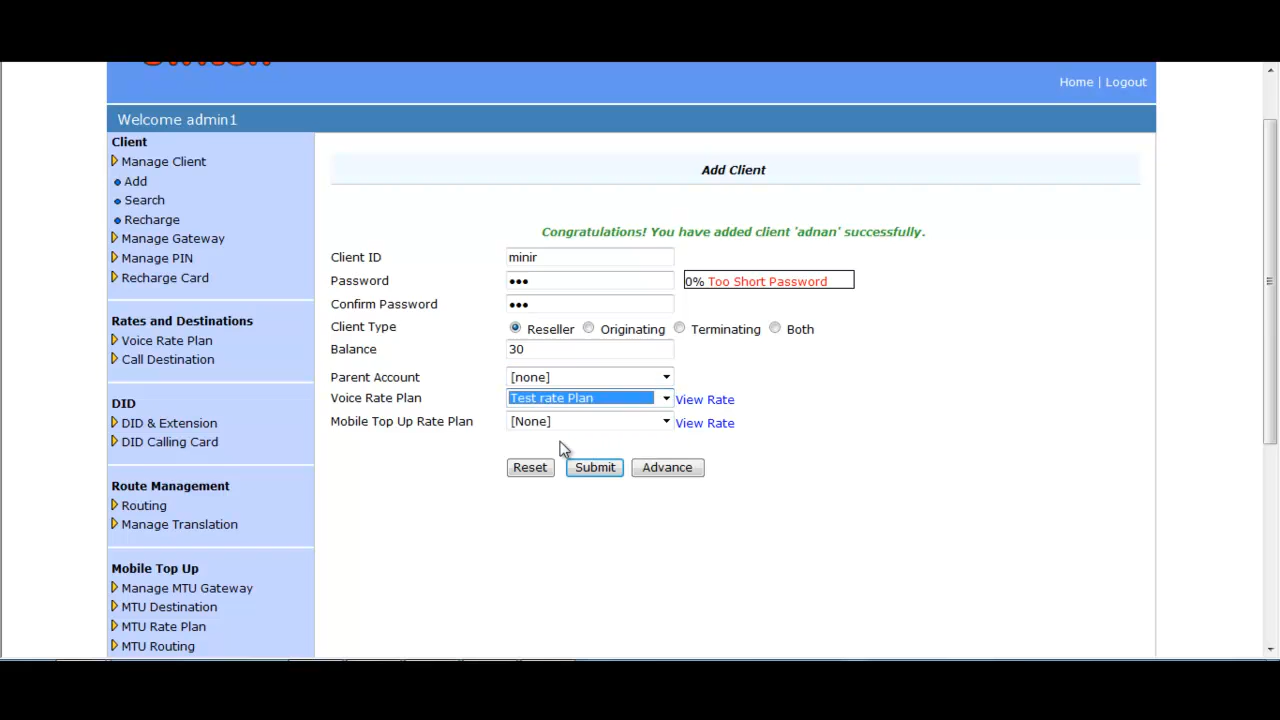 Home | Logout
Welcome admin1
Client
Manage Client
Add
Search
Recharge
Manage Gateway
Manage PIN
Recharge Card
Rates and Destinations
Voice Rate Plan
Call Destination
DID
DID & Extension
DID Calling Card
Route Management
Routing
Manage Translation
Mobile Top Up
Manage MTU Gateway
MTU Destination
MTU Rate Plan
MTU Routing
Add Client
Congratulations! You have added client 'adnan' successfully.
Client ID minir
Password ••• 0% Too Short Password
Confirm Password •••
Client Type Reseller Originating Terminating Both
Balance 30
Parent Account [none]
Voice Rate Plan Test rate Plan View Rate
Mobile Top Up Rate Plan [None] View Rate
Reset Submit Advance